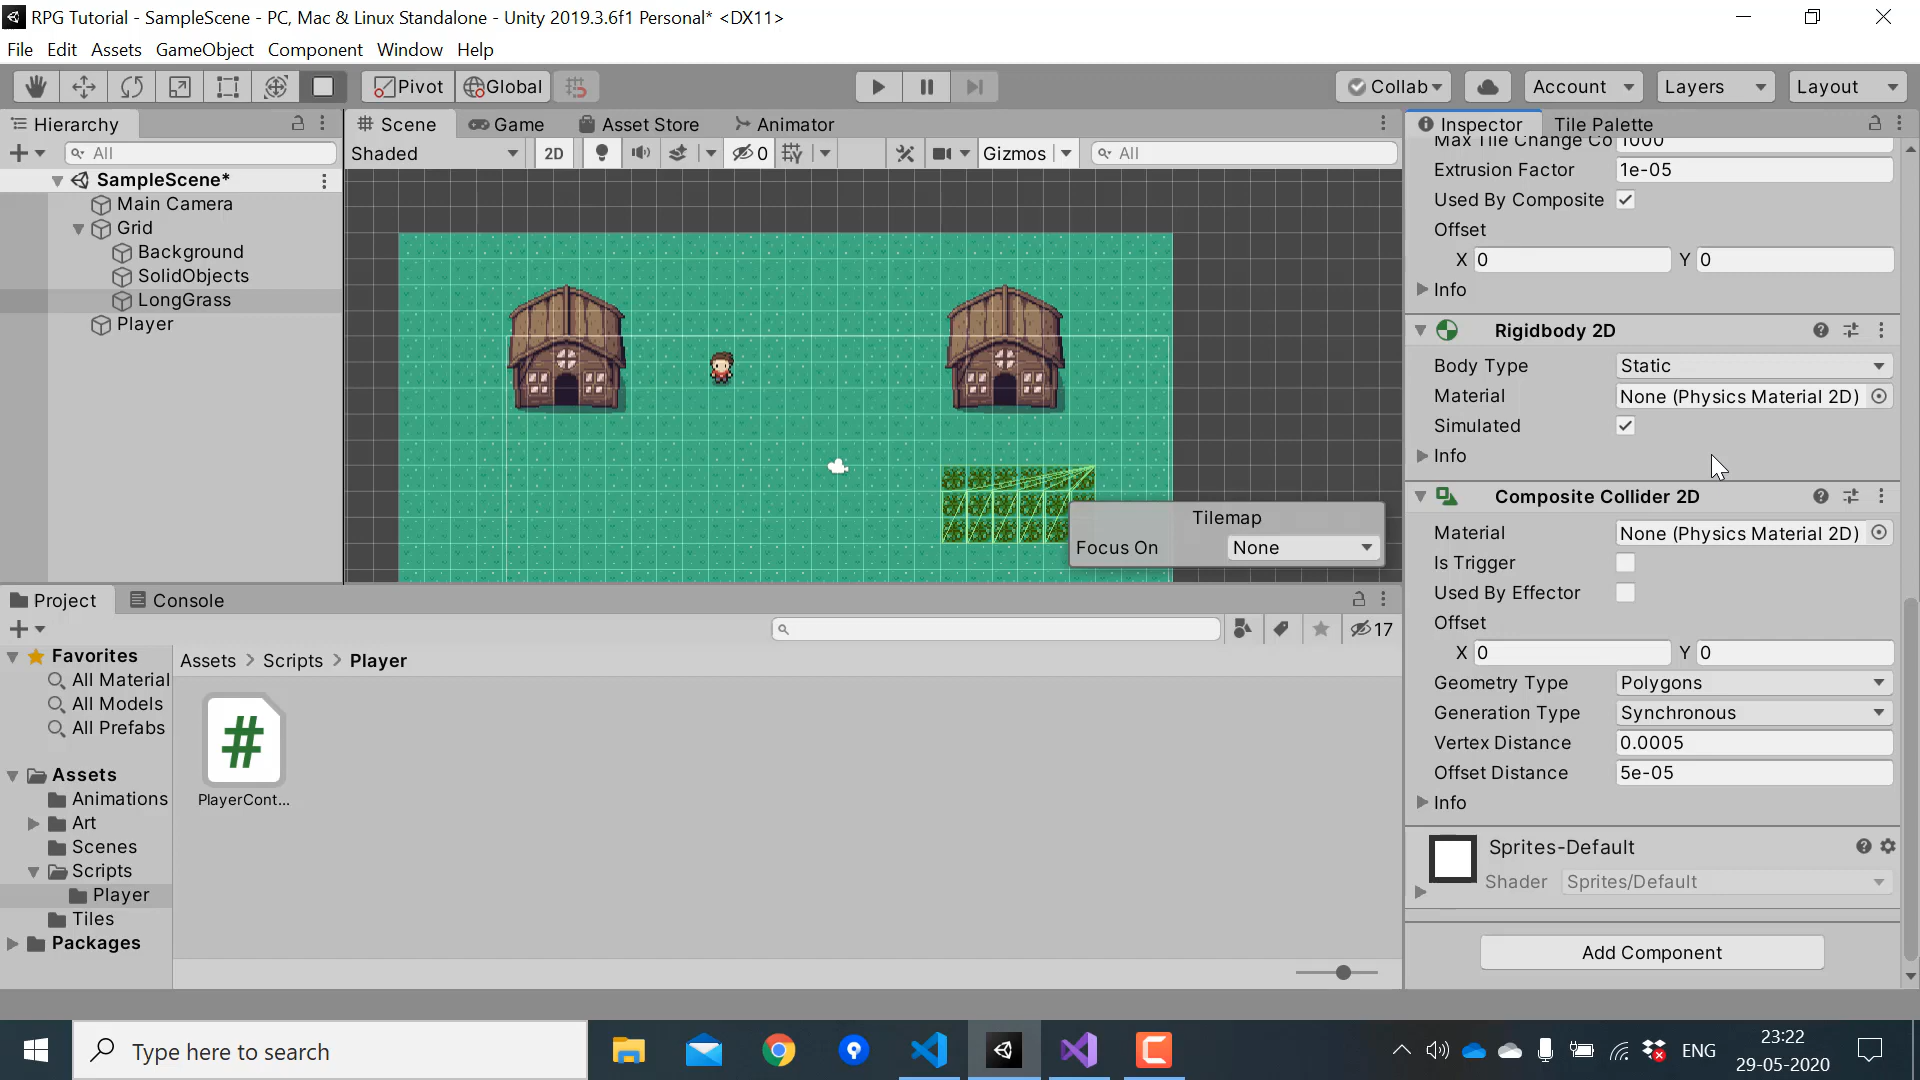 RPG Tutorial - SampleScene - PC, Mac & Linux Standalone - Unity 2019.3.6f1 Personal* <DX11>
File Edit Assets GameObject Component Window Help
Pivot Global Collab Account Layers Layout
Hierarchy
All
SampleScene*
Main Camera
Grid
Background
SolidObjects
LongGrass
Player
Scene Game Asset Store Animator
Shaded 2D 0 Gizmos All
Tilemap
Focus On None
Project Console
17
Favorites
All Material
All Models
All Prefabs
Assets
Animations
Art
Scenes
Scripts
Player
Tiles
Packages
Assets > Scripts > Player
#
PlayerCont...
Inspector Tile Palette
Max Tile Change Co 1000
Extrusion Factor 1e-05
Used By Composite
Offset
X 0 Y 0
Info
Rigidbody 2D
Body Type Static
Material None (Physics Material 2D)
Simulated
Info
Composite Collider 2D
Material None (Physics Material 2D)
Is Trigger
Used By Effector
Offset
X 0 Y 0
Geometry Type Polygons
Generation Type Synchronous
Vertex Distance 0.0005
Offset Distance 5e-05
Info
Sprites-Default
Shader Sprites/Default
Add Component
Type here to search
ENG
23:22
29-05-2020